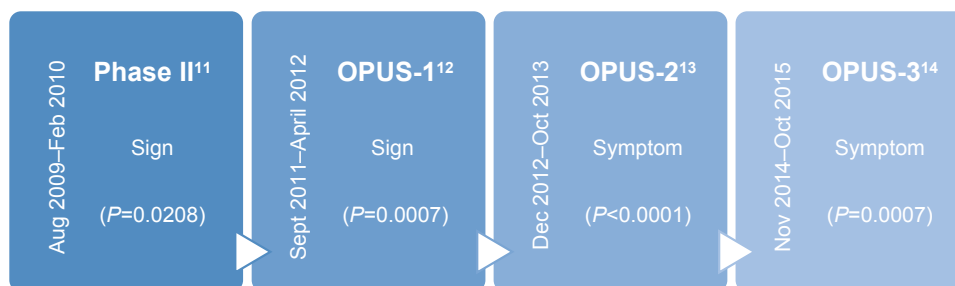 Aug 2009–Feb 2010
Phase II¹¹
Sign
(P=0.0208)
Sept 2011–April 2012
OPUS-1¹²
Sign
(P=0.0007)
Dec 2012–Oct 2013
OPUS-2¹³
Symptom
(P<0.0001)
Nov 2014–Oct 2015
OPUS-3¹⁴
Symptom
(P=0.0007)